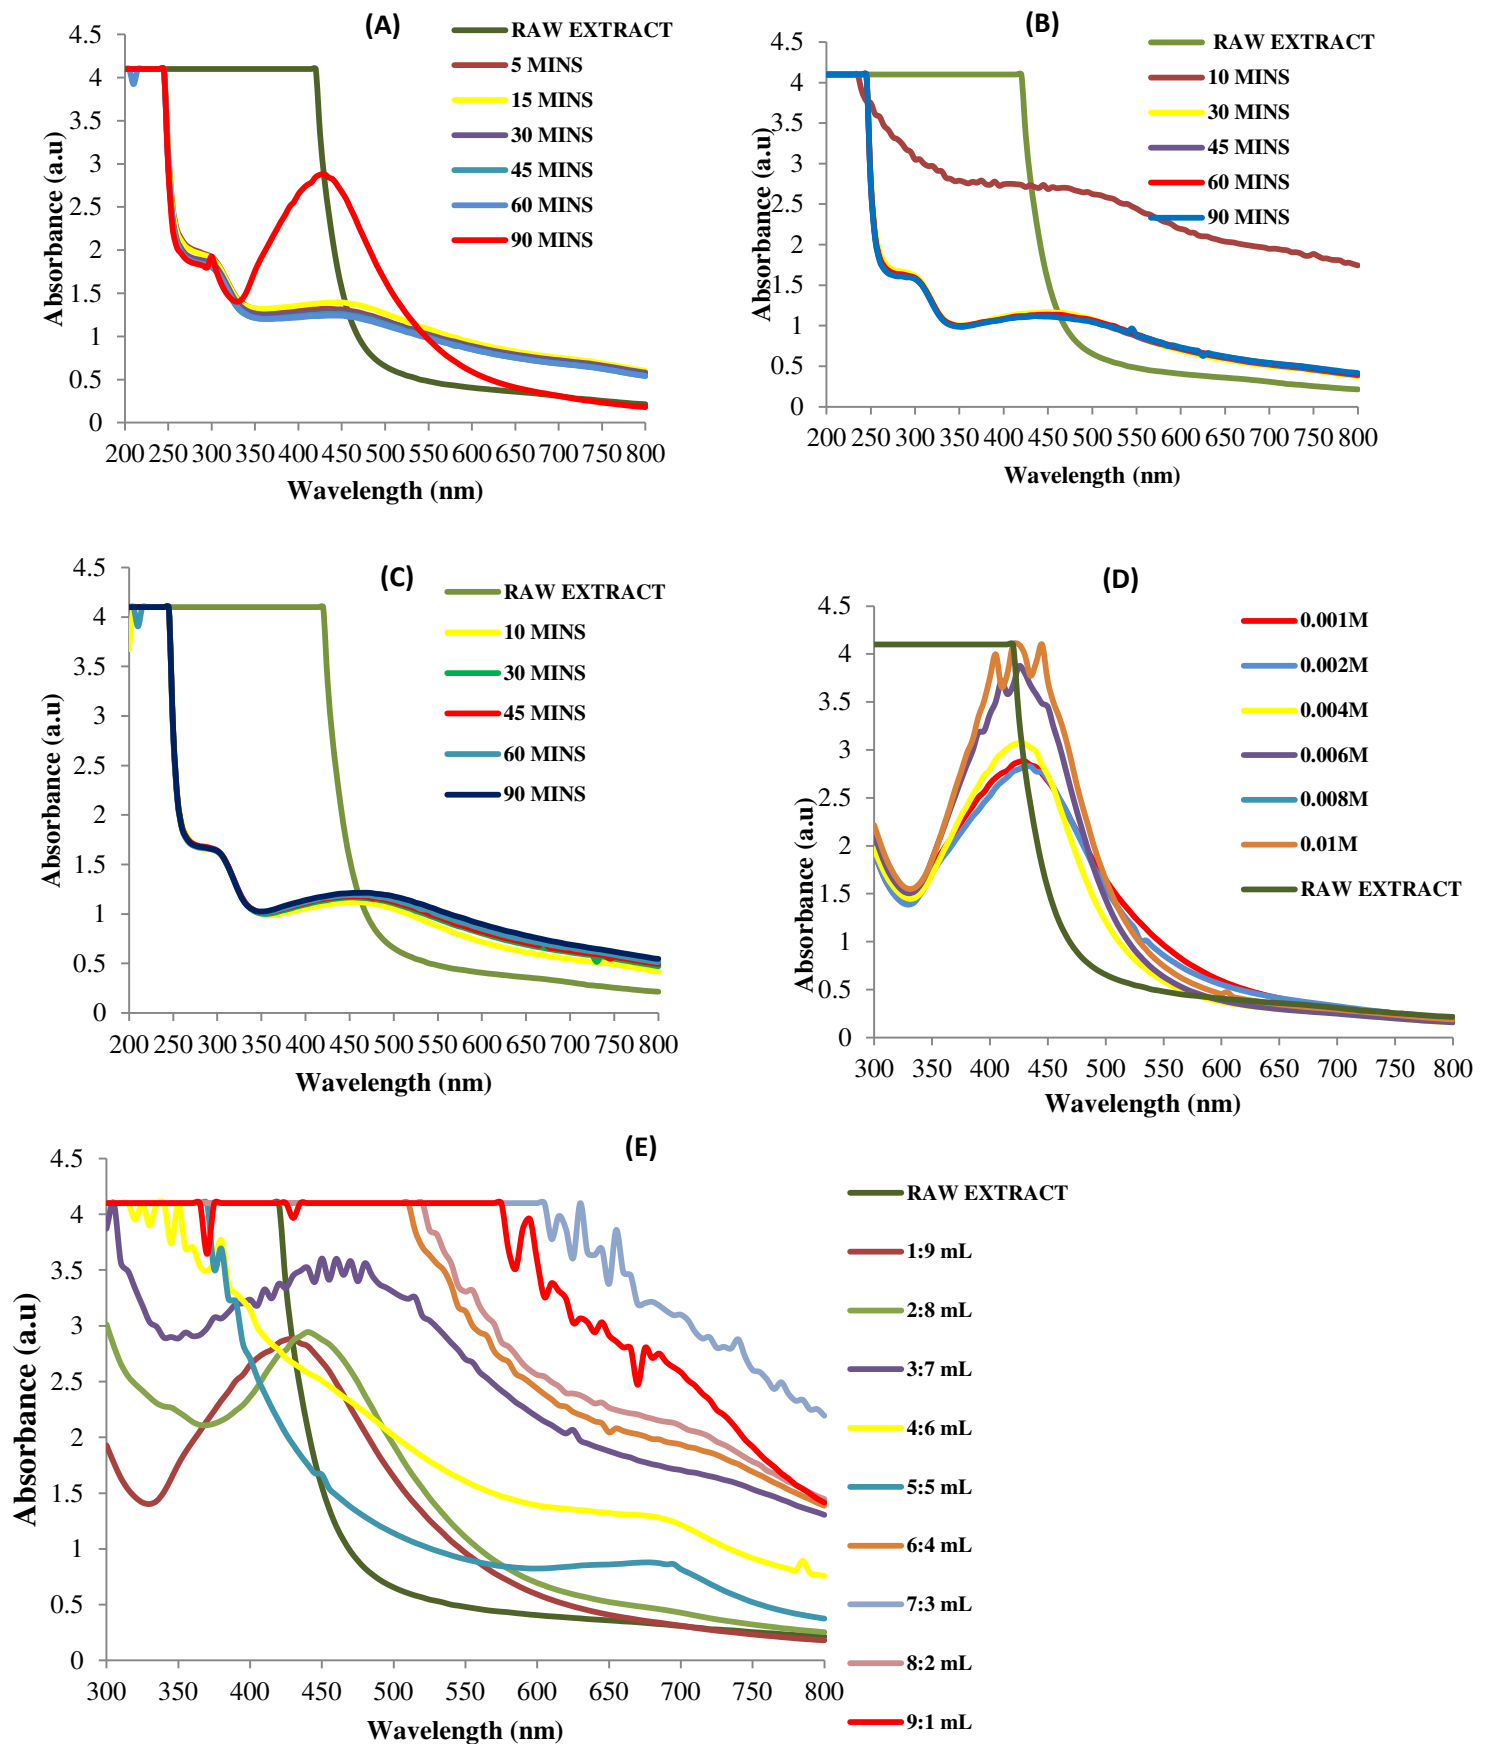 (A)
RAW EXTRACT
5 MINS
15 MINS
30 MINS
45 MINS
60 MINS
90 MINS
Absorbance (a.u)
4.5
4
3.5
3
2.5
2
1.5
1
0.5
0
200 250 300 350 400 450 500 550 600 650 700 750 800
Wavelength (nm)
(B)
RAW EXTRACT
10 MINS
30 MINS
45 MINS
60 MINS
90 MINS
Absorbance (a.u)
4.5
4
3.5
3
2.5
2
1.5
1
0.5
0
200 250 300 350 400 450 500 550 600 650 700 750 800
Wavelength (nm)
(C)
RAW EXTRACT
10 MINS
30 MINS
45 MINS
60 MINS
90 MINS
Absorbance (a.u)
4.5
4
3.5
3
2.5
2
1.5
1
0.5
0
200 250 300 350 400 450 500 550 600 650 700 750 800
Wavelength (nm)
(D)
0.001M
0.002M
0.004M
0.006M
0.008M
0.01M
RAW EXTRACT
Absorbance (a.u)
4.5
4
3.5
3
2.5
2
1.5
1
0.5
0
300 350 400 450 500 550 600 650 700 750 800
Wavelength (nm)
(E)
RAW EXTRACT
1:9 mL
2:8 mL
3:7 mL
4:6 mL
5:5 mL
6:4 mL
7:3 mL
8:2 mL
9:1 mL
Absorbance (a.u)
4.5
4
3.5
3
2.5
2
1.5
1
0.5
0
300 350 400 450 500 550 600 650 700 750 800
Wavelength (nm)